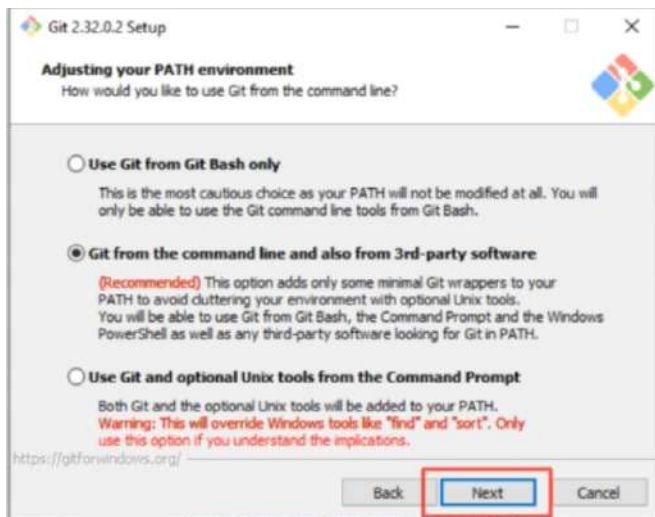 Git 2.32.0.2 Setup
Adjusting your PATH environment
How would you like to use Git from the command line?
Use Git from Git Bash only
This is the most cautious choice as your PATH will not be modified at all. You will
only be able to use the Git command line tools from Git Bash.
Git from the command line and also from 3rd-party software
(Recommended) This option adds only some minimal Git wrappers to your
PATH to avoid cluttering your environment with optional Unix tools.
You will be able to use Git from Git Bash, the Command Prompt and the Windows
PowerShell as well as any third-party software looking for Git in PATH.
Use Git and optional Unix tools from the Command Prompt
Both Git and the optional Unix tools will be added to your PATH.
Warning: This will override Windows tools like "find" and "sort". Only
use this option if you understand the implications.
https://gitforwindows.org/
Back Next Cancel